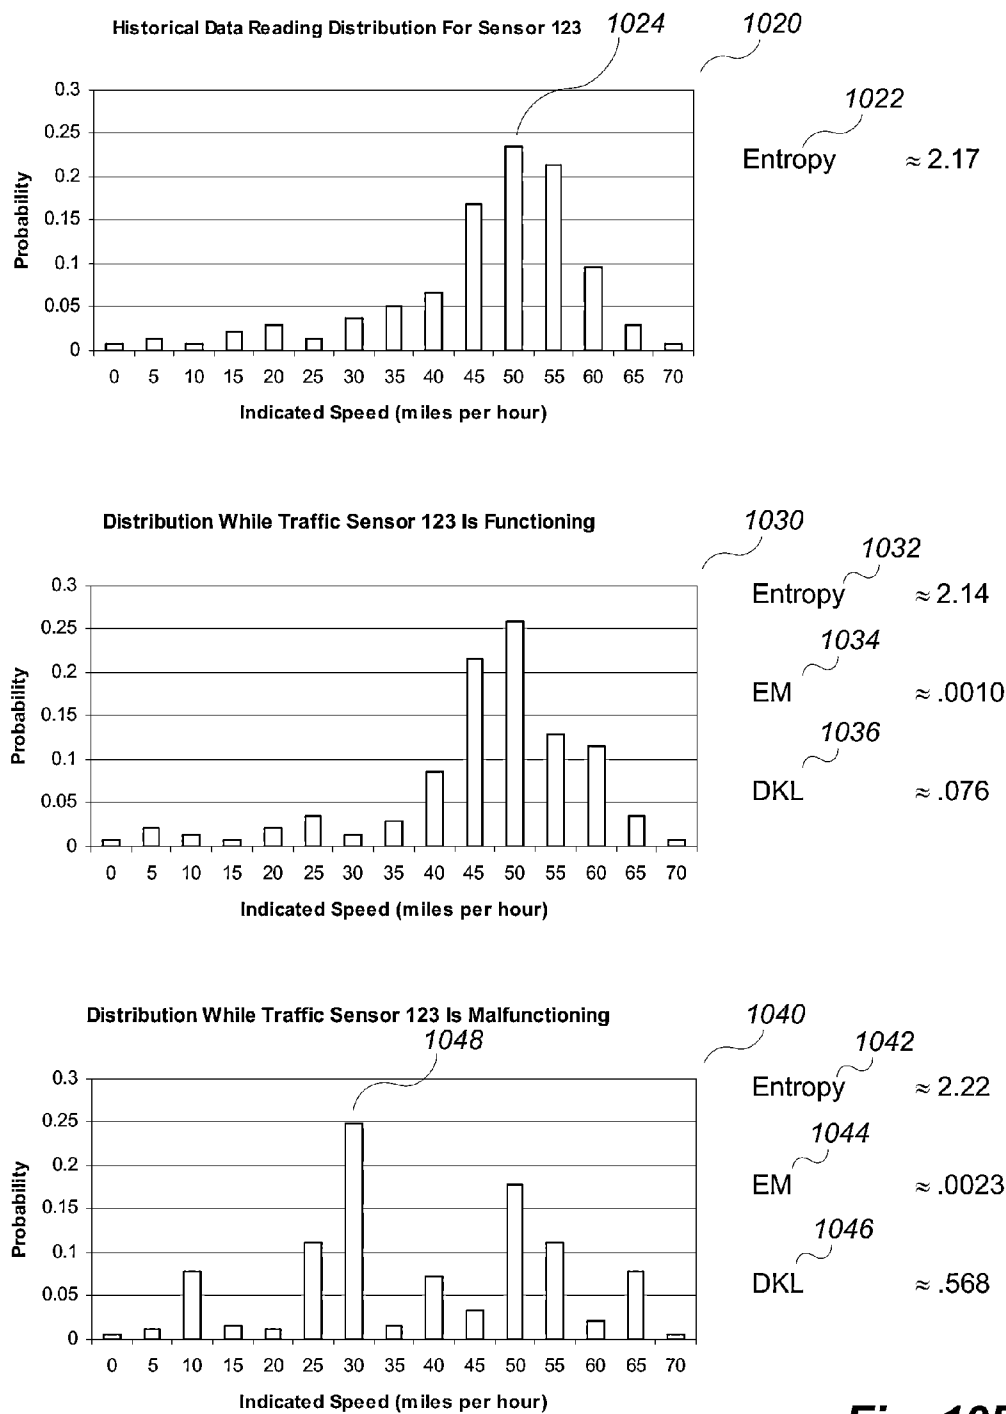 Historical Data Reading Distribution For Sensor 123
1024
1020
0.3
0.25
0.2
0.15
0.1
0.05
0
Probability
0 5 10 15 20 25 30 35 40 45 50 55 60 65 70
Indicated Speed (miles per hour)
1022
Entropy ≈ 2.17
Distribution While Traffic Sensor 123 Is Functioning
1030
0.3
0.25
0.2
0.15
0.1
0.05
0
Probability
0 5 10 15 20 25 30 35 40 45 50 55 60 65 70
Indicated Speed (miles per hour)
1032
Entropy ≈ 2.14
1034
EM ≈ .0010
1036
DKL ≈ .076
Distribution While Traffic Sensor 123 Is Malfunctioning
1048
1040
0.3
0.25
0.2
0.15
0.1
0.05
0
Probability
0 5 10 15 20 25 30 35 40 45 50 55 60 65 70
Indicated Speed (miles per hour)
1042
Entropy ≈ 2.22
1044
EM ≈ .0023
1046
DKL ≈ .568